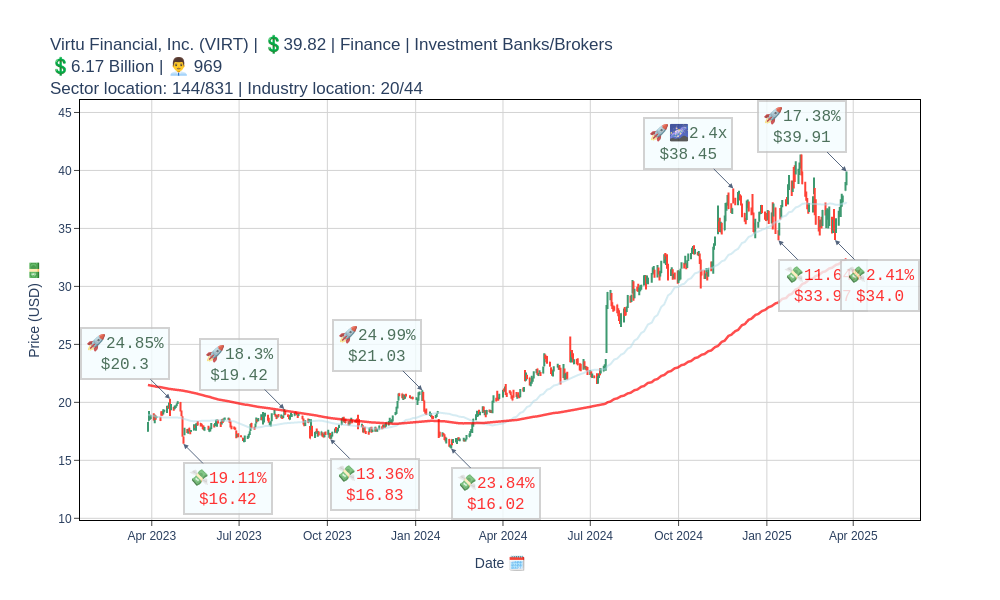 Virtu Financial, Inc. (VIRT) | 💲39.82 | Finance | Investment Banks/Brokers
💲6.17 Billion | 👨‍💼 969
Sector location: 144/831 | Industry location: 20/44
45
40
35
30
25
20
15
10
Price (USD) 💵
🚀24.85%
$20.3
🚀18.3%
$19.42
🚀24.99%
$21.03
🚀🌌2.4x
$38.45
🚀17.38%
$39.91
💸19.11%
$16.42
💸13.36%
$16.83
💸23.84%
$16.02
💸11.6
$33.97
💸2.41%
$34.0
Apr 2023
Jul 2023
Oct 2023
Jan 2024
Apr 2024
Jul 2024
Oct 2024
Jan 2025
Apr 2025
Date 🗓️